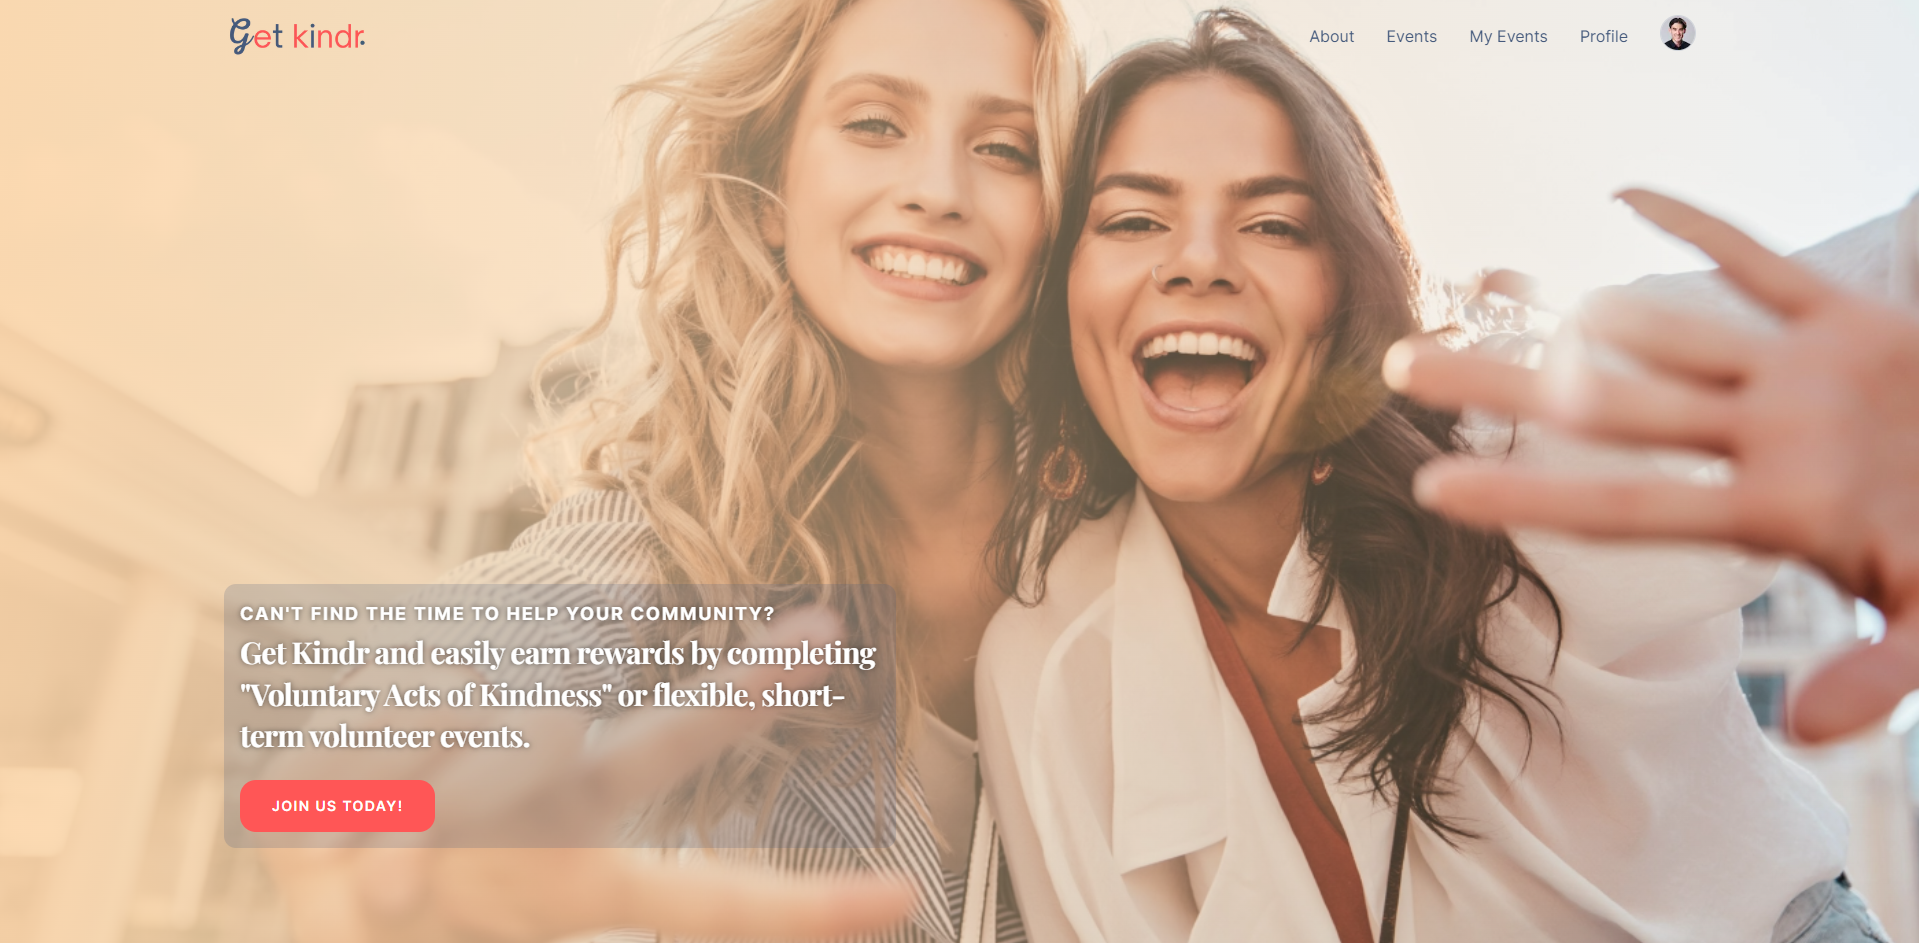 Get kindr.
About Events My Events Profile
CAN'T FIND THE TIME TO HELP YOUR COMMUNITY?
Get Kindr and easily earn rewards by completing
"Voluntary Acts of Kindness" or flexible, short-
term volunteer events.
JOIN US TODAY!